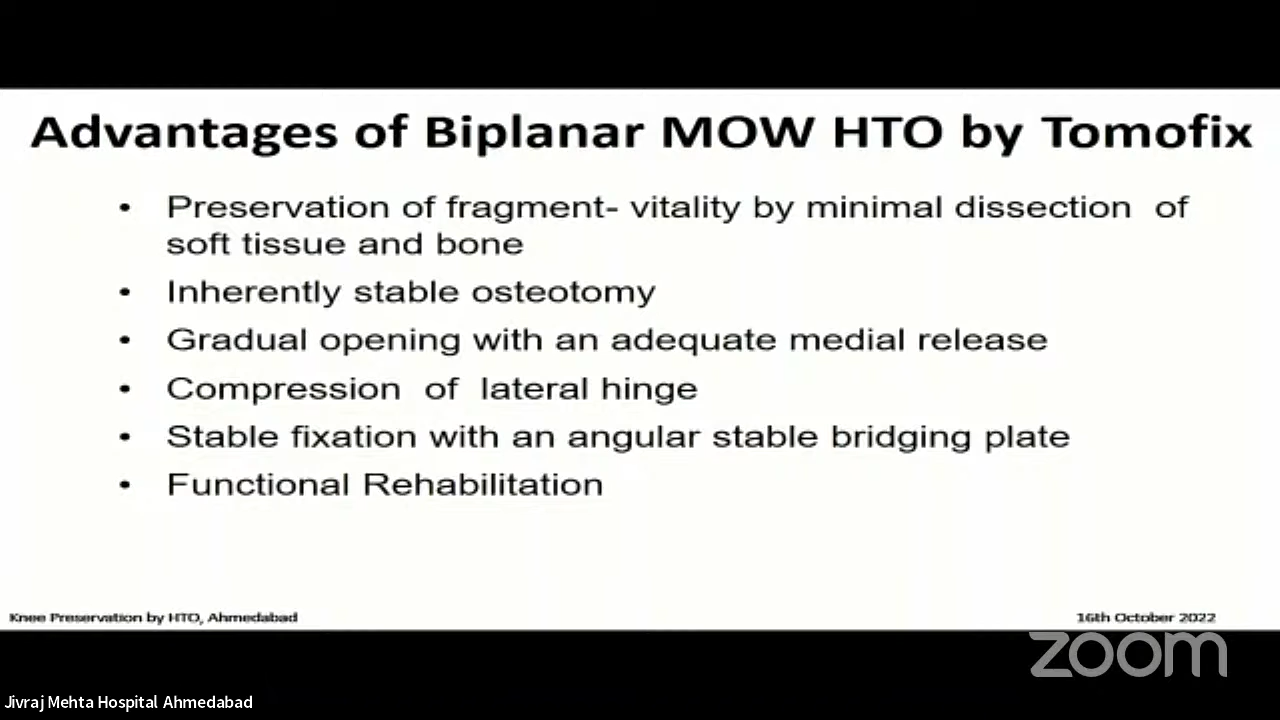 Advantages of Biplanar MOW HTO by Tomofix
• Preservation of fragment- vitality by minimal dissection of
soft tissue and bone
• Inherently stable osteotomy
• Gradual opening with an adequate medial release
• Compression of lateral hinge
• Stable fixation with an angular stable bridging plate
• Functional Rehabilitation
Knee Preservation by HTO, Ahmedabad
16th October 2022
zoom
Jivraj Mehta Hospital Ahmedabad